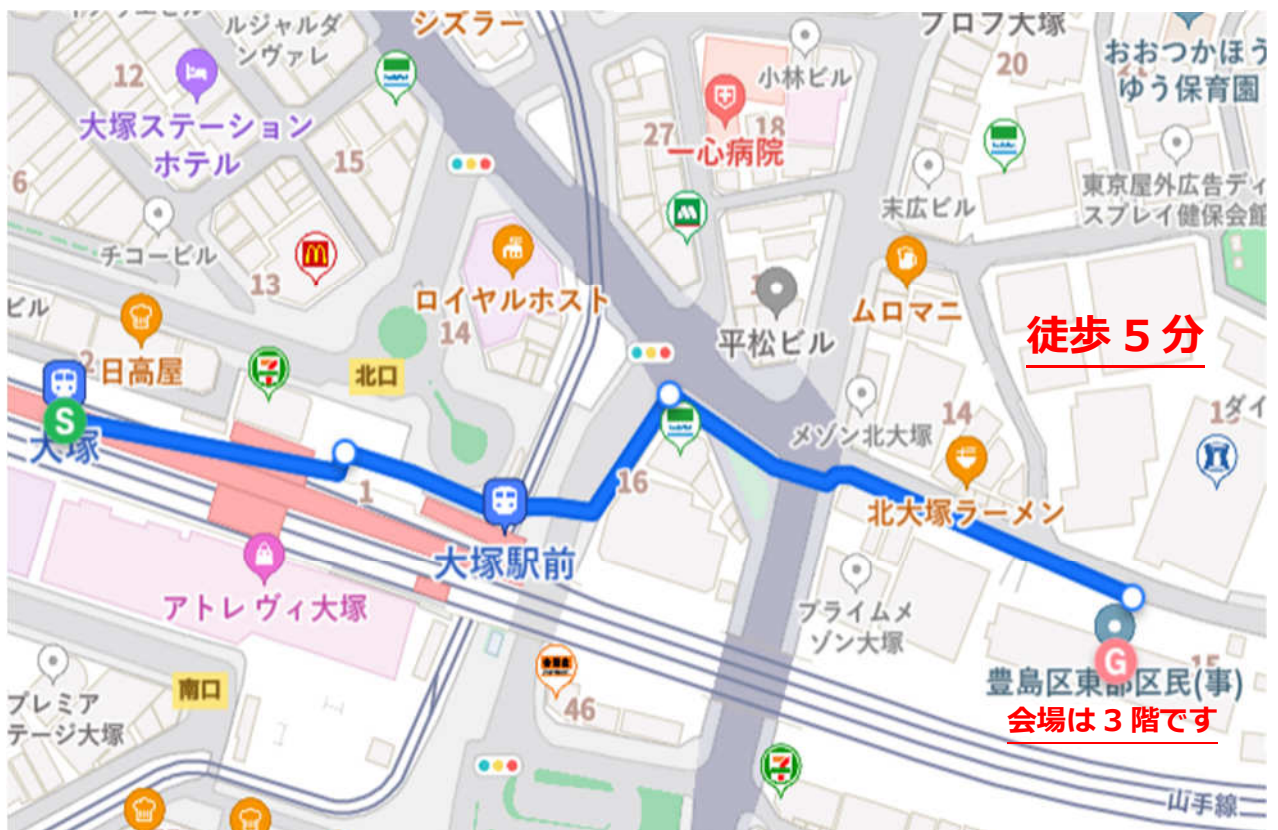 ルジャルダ
ンヴァレ
シズラー
プロフ大塚
おおつかほう
ゆう保育園
12
小林ビル
20
大塚ステーション
ホテル
15
27
18
一心病院
6
東京屋外広告ディ
スプレイ健保会館
末広ビル
チコービル
13
ロイヤルホスト
14
ムロマニ
ビル
平松ビル
徒歩 5 分
2
日高屋
北口
S
大塚
14
ダイ
メゾン北大塚
1
16
北大塚ラーメン
大塚駅前
アトレヴィ大塚
プライムメ
ゾン大塚
G
15
豊島区東部区民(事)
会場は 3 階です
南口
プレミア
テージ大塚
46
山手線